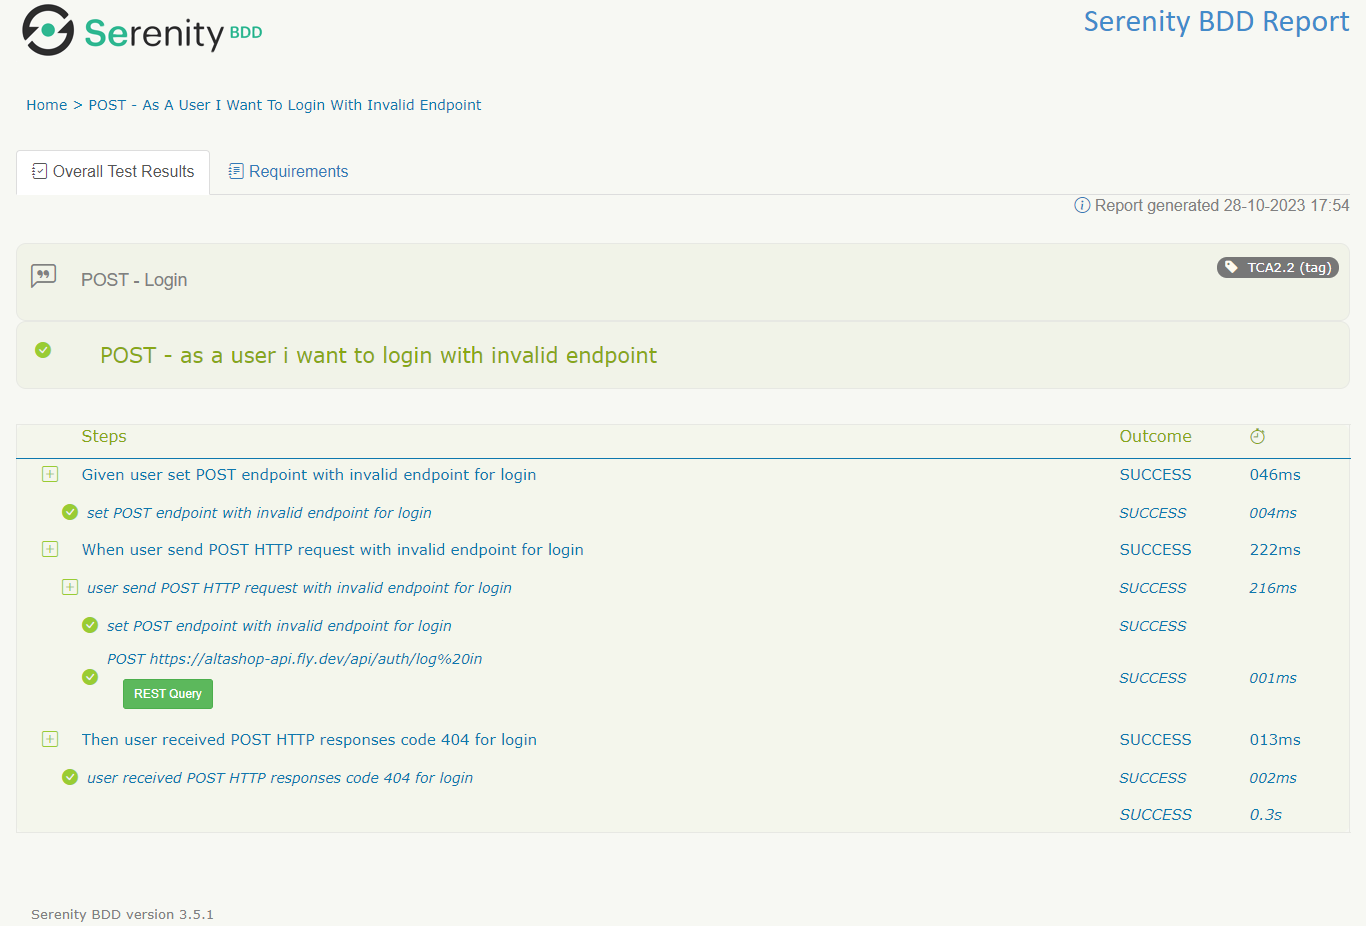 Serenity BDD
Serenity BDD Report
Home > POST - As A User I Want To Login With Invalid Endpoint
Overall Test Results
Requirements
Report generated 28-10-2023 17:54
POST - Login
TCA2.2 (tag)
POST - as a user i want to login with invalid endpoint
Steps Outcome
Given user set POST endpoint with invalid endpoint for login SUCCESS 046ms
set POST endpoint with invalid endpoint for login SUCCESS 004ms
When user send POST HTTP request with invalid endpoint for login SUCCESS 222ms
user send POST HTTP request with invalid endpoint for login SUCCESS 216ms
set POST endpoint with invalid endpoint for login SUCCESS
POST https://altashop-api.fly.dev/api/auth/log%20in
SUCCESS 001ms
REST Query
Then user received POST HTTP responses code 404 for login SUCCESS 013ms
user received POST HTTP responses code 404 for login SUCCESS 002ms
SUCCESS 0.3s
Serenity BDD version 3.5.1